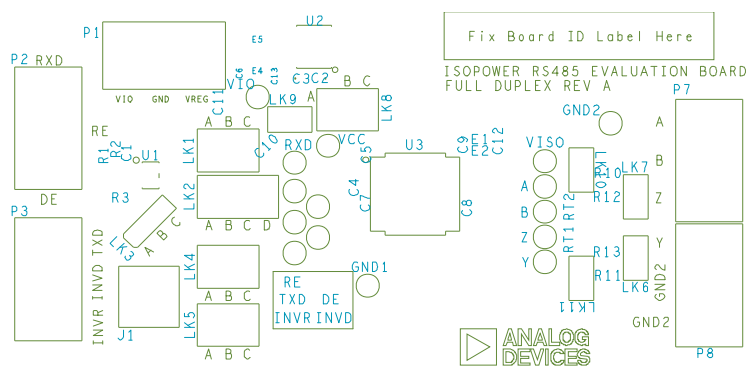 Fix Board ID Label Here
ISOPOWER RS485 EVALUATION BOARD
FULL DUPLEX REV A
P1
U2
E5
E4
C6
C13
C3 C2
VIO GND VREG
VIO
C11
LK9
A B C
LK8
P2 RXD
RE
DE
R1
R2
C1
U1
R3
LK1
A B C
LK2
A B C D
C10
RXD
VCC
C5
C4
C7
U3
C8
C9
E1
E2
C12
VISO
A
B
Z
Y
RT2
RT1
GND2
LK10
R10
R12
LK7
R13
R11
LK6
LK11
P7
A
B
Z
Y
GND2
GND2
P8
P3
TXD
INVD
INVR
LK3
A B C
J1
LK4
A B C
LK5
A B C
GND1
RE
TXD DE
INVR INVD
ANALOG
DEVICES